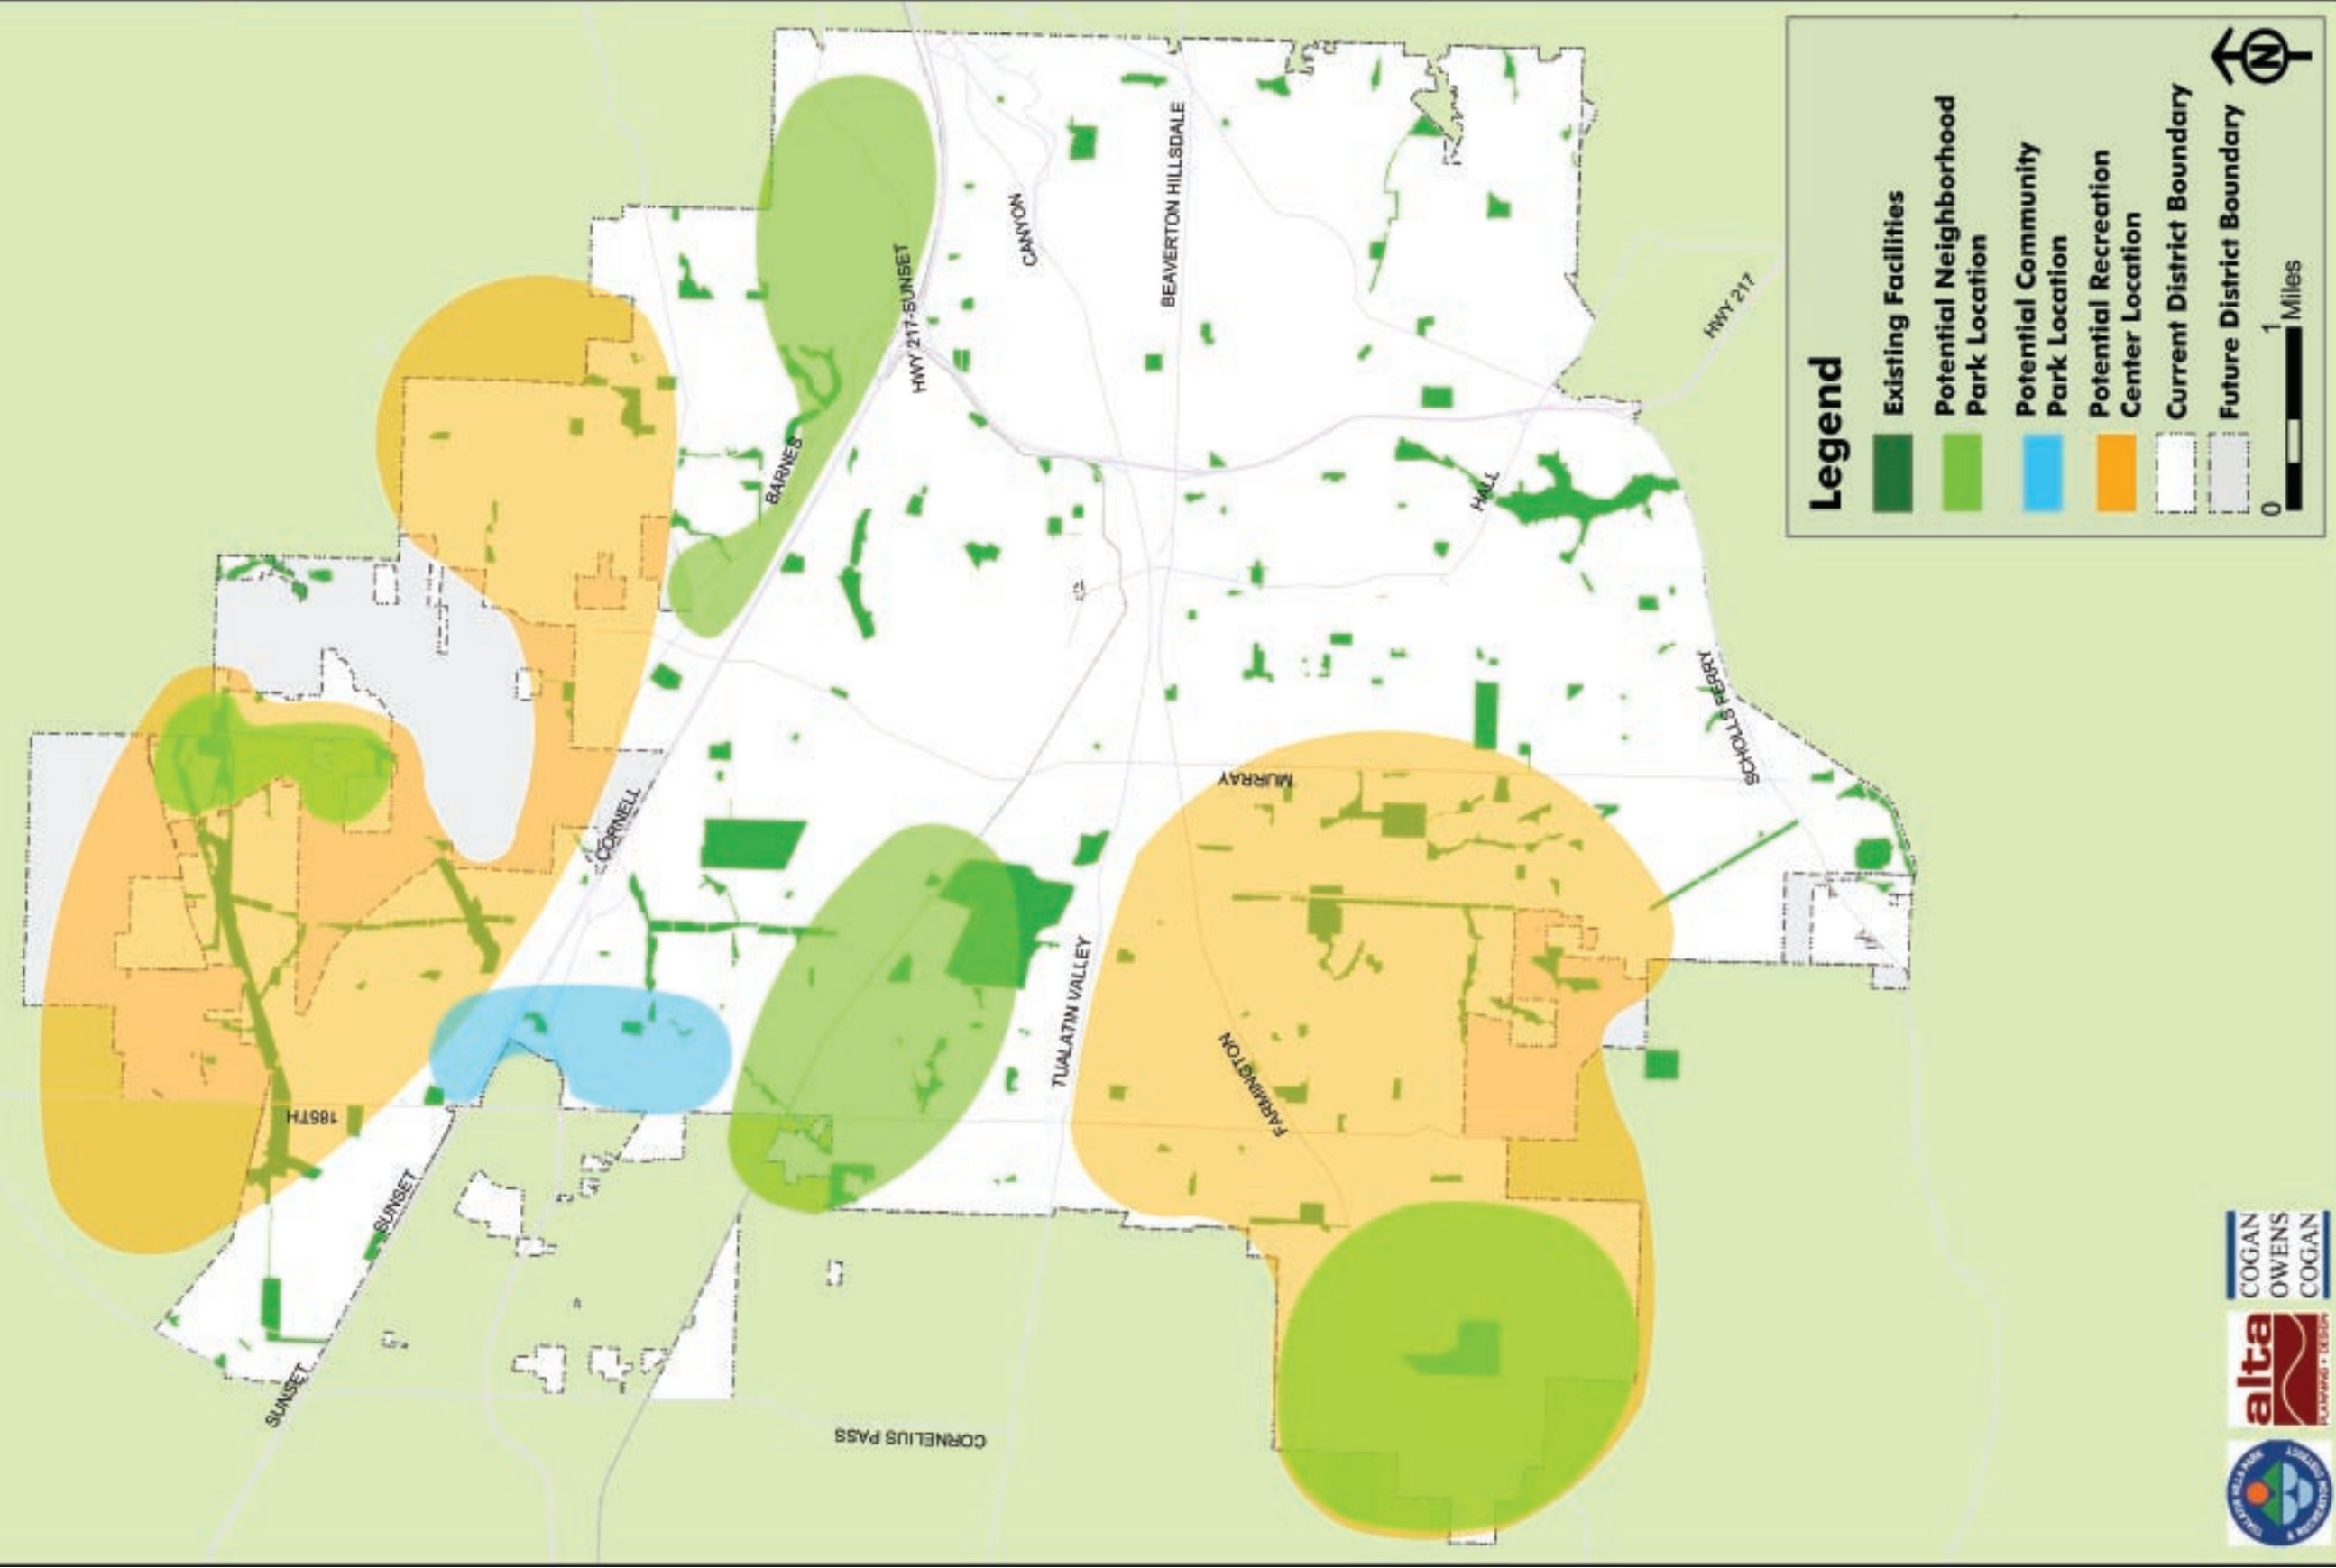 Legend
Existing Facilities
Potential Neighborhood
Park Location
Potential Community
Park Location
Potential Recreation
Center Location
Current District Boundary
Future District Boundary
0
1
Miles
N
HWY 217-SUNSET
CANYON
BEAVERTON HILLSDALE
HWY 217
BARNES
HALL
SCHOLLS FERRY
MURRAY
CORNELL
TUALATIN VALLEY
FARMINGTON
185TH
SUNSET
SUNSET
CORNELIUS PASS
COGAN
OWENS
COGAN
alta
PLANNING + DESIGN